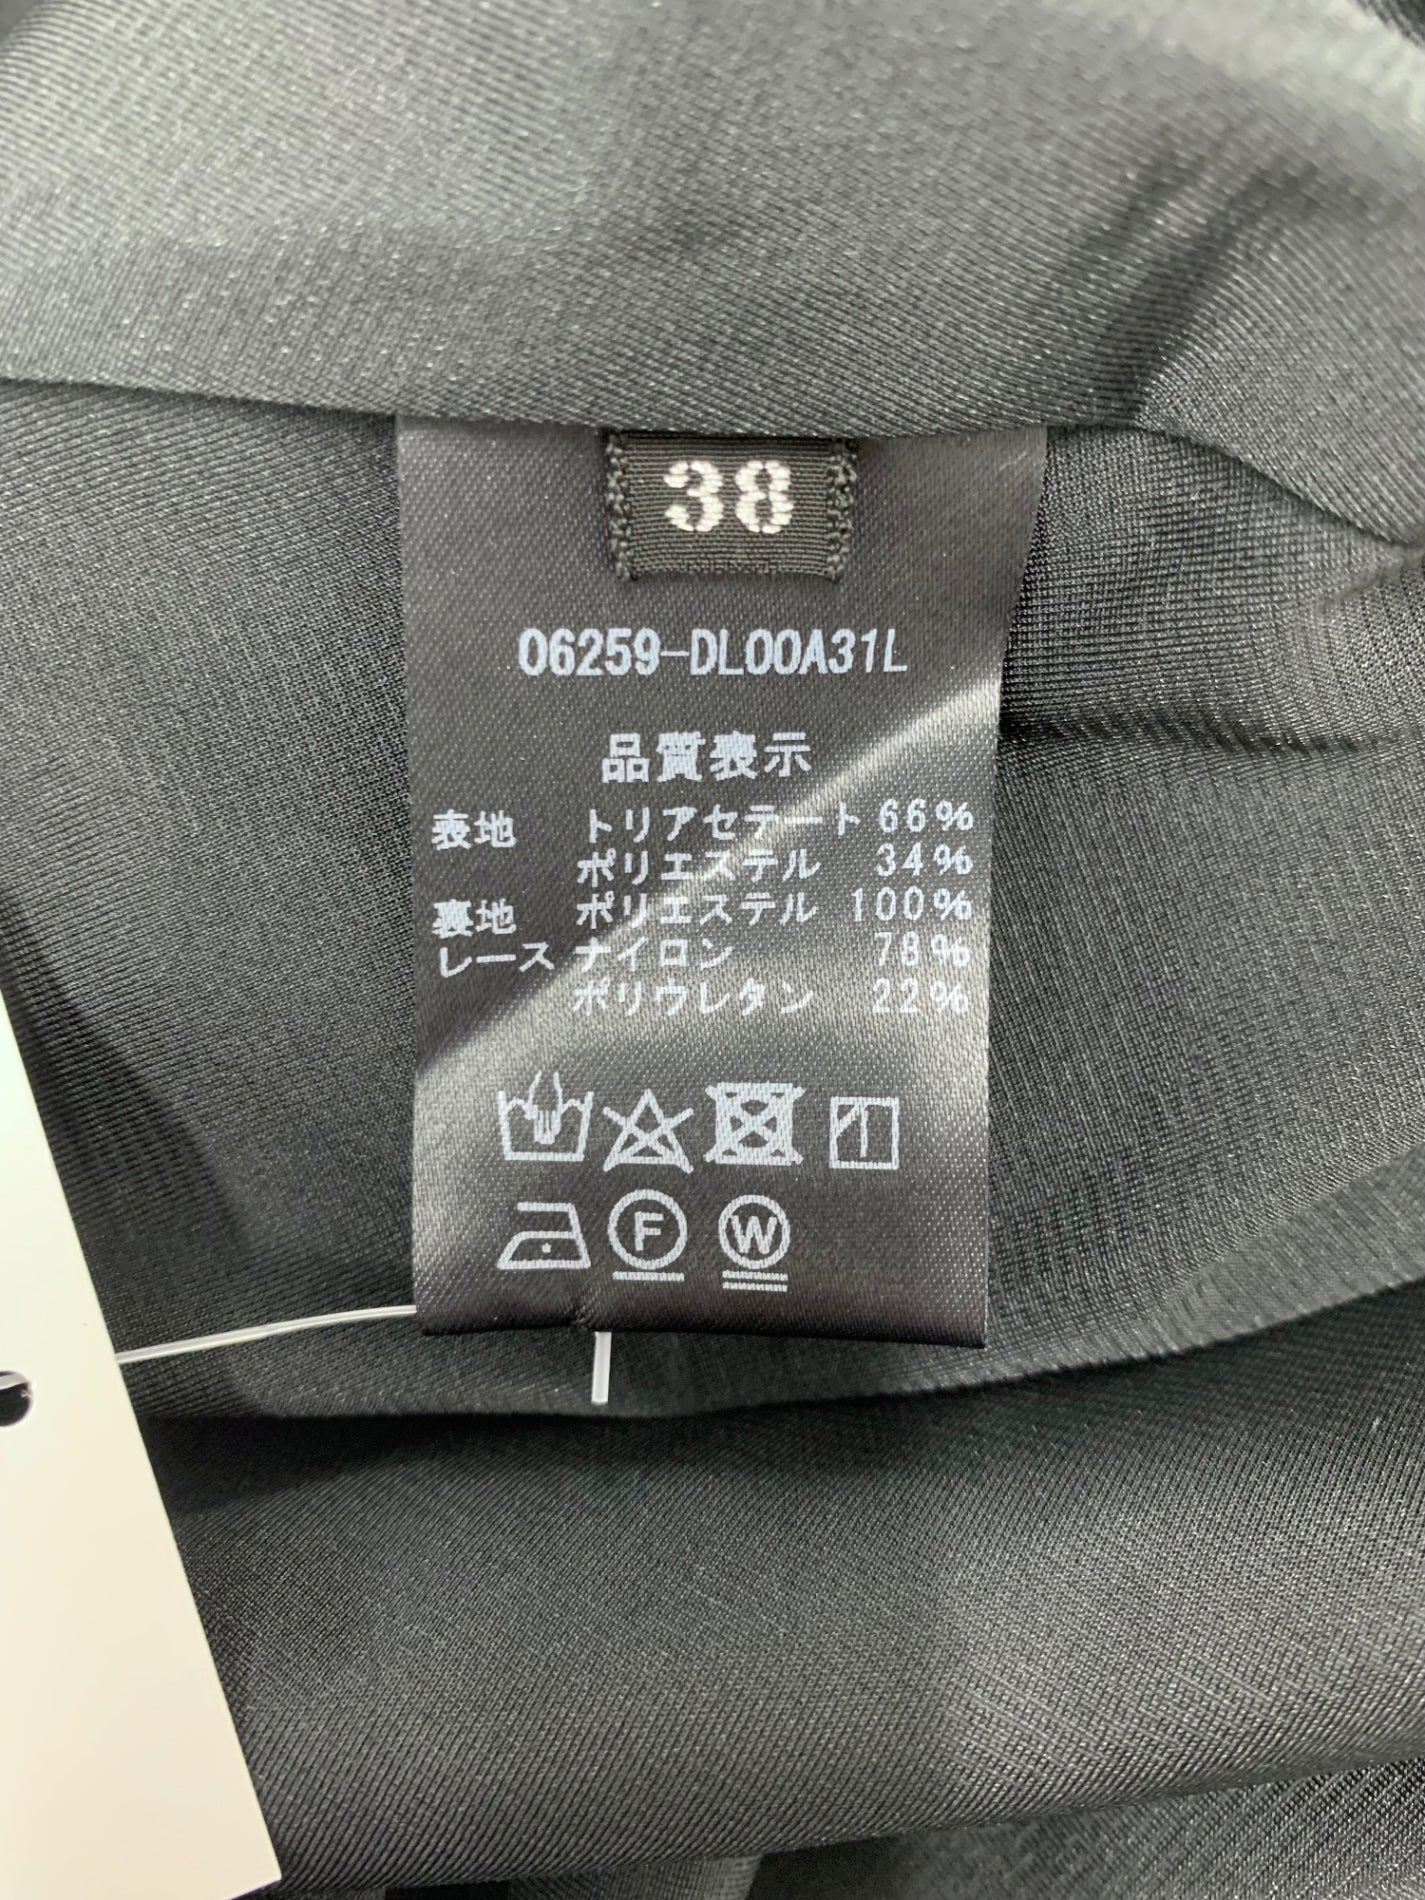 38
06259-DL00A31L
品質表示
表地 トリアセテート 66%
ポリエステル 34%
裏地 ポリエステル 100%
レース ナイロン 78%
ポリウレタン 22%
F W